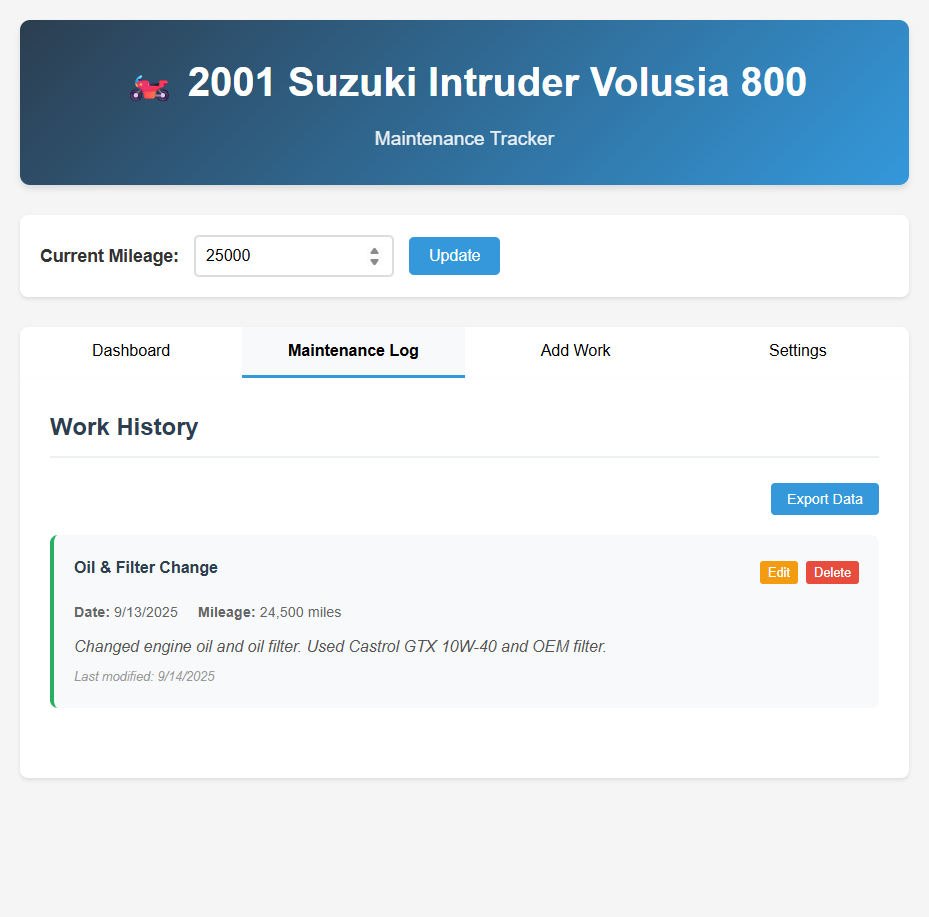 2001 Suzuki Intruder Volusia 800
Maintenance Tracker
Current Mileage: 25000 Update
Dashboard Maintenance Log Add Work Settings
Work History
Export Data
Oil & Filter Change Edit Delete
Date: 9/13/2025 Mileage: 24,500 miles
Changed engine oil and oil filter. Used Castrol GTX 10W-40 and OEM filter.
Last modified: 9/14/2025